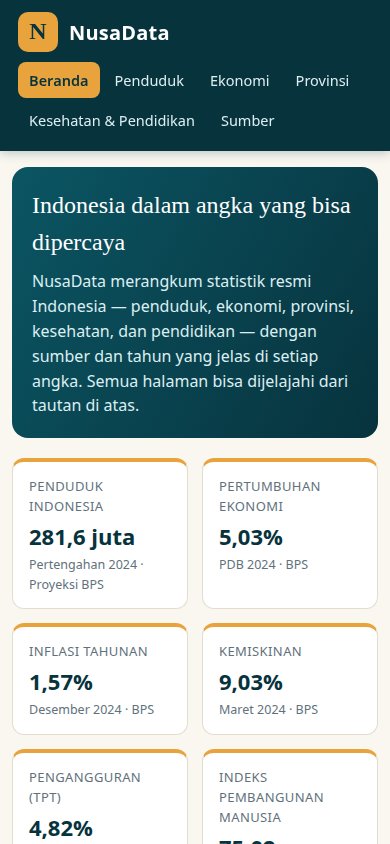 N NusaData
Beranda Penduduk Ekonomi Provinsi
Kesehatan & Pendidikan Sumber
Indonesia dalam angka yang bisa
dipercaya
NusaData merangkum statistik resmi
Indonesia — penduduk, ekonomi, provinsi,
kesehatan, dan pendidikan — dengan
sumber dan tahun yang jelas di setiap
angka. Semua halaman bisa dijelajahi dari
tautan di atas.
PENDUDUK
INDONESIA
281,6 juta
Pertengahan 2024 ·
Proyeksi BPS
PERTUMBUHAN
EKONOMI
5,03%
PDB 2024 · BPS
INFLASI TAHUNAN
1,57%
Desember 2024 · BPS
KEMISKINAN
9,03%
Maret 2024 · BPS
PENGANGGURAN
(TPT)
4,82%
INDEKS
PEMBANGUNAN
MANUSIA